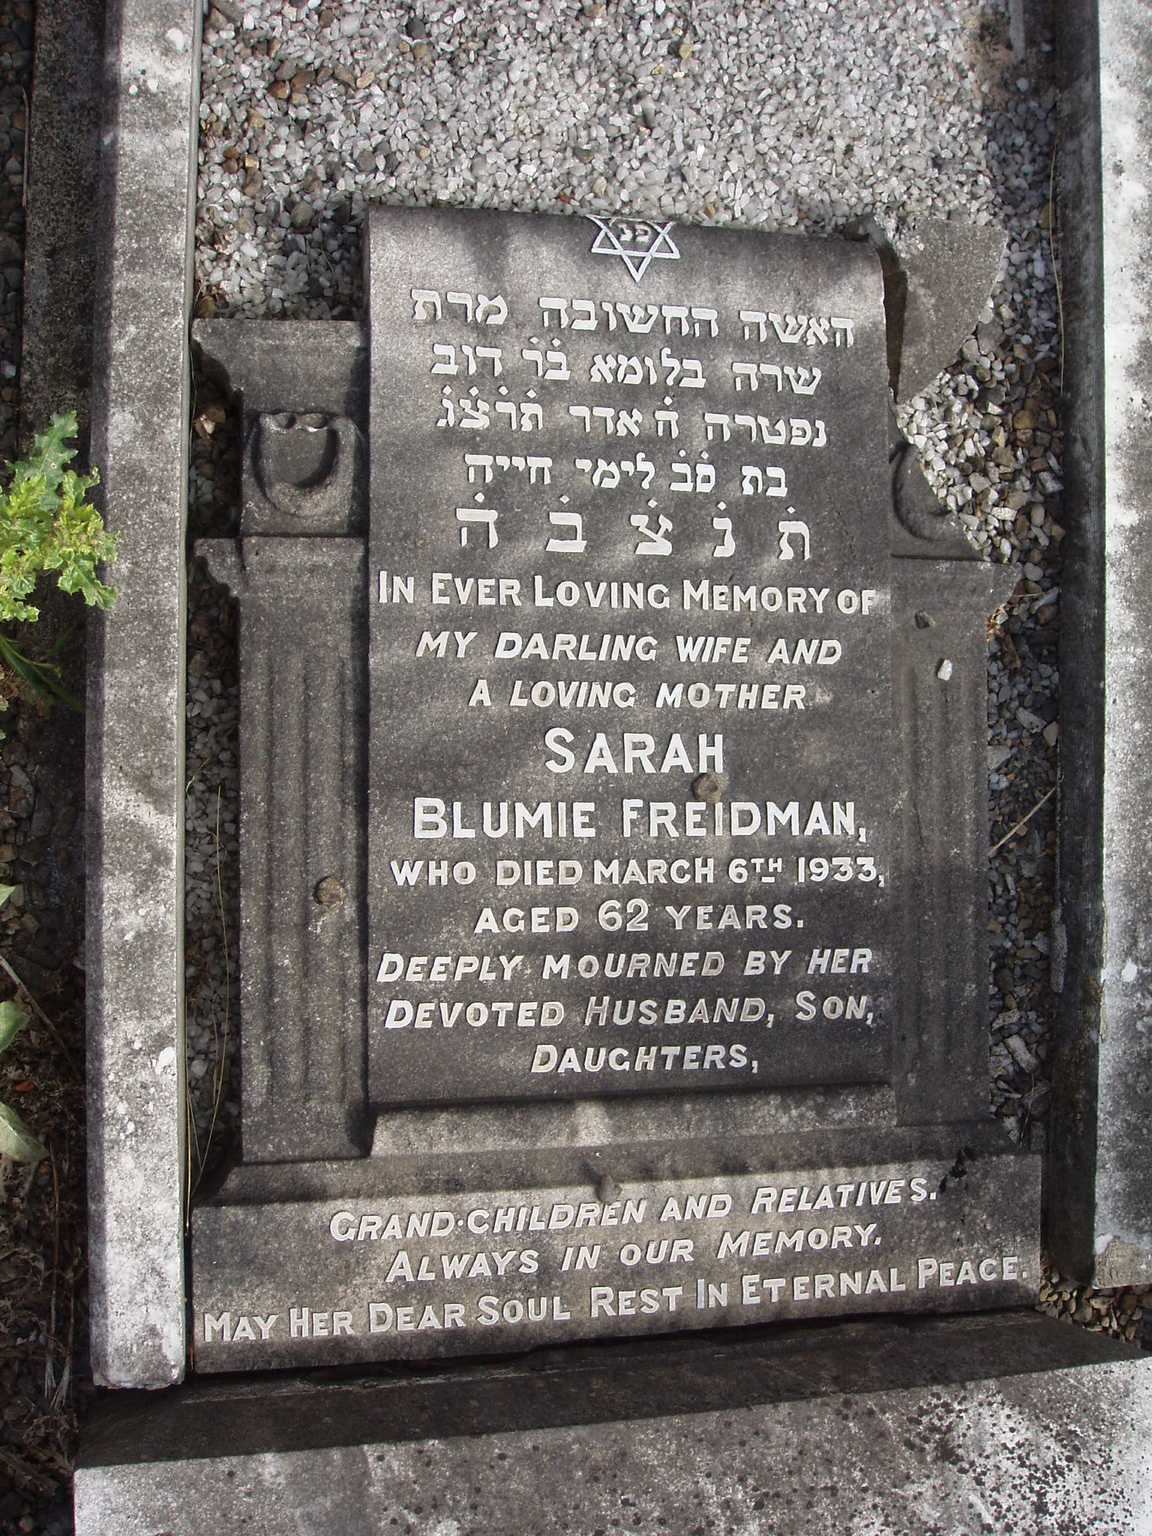 פנ
האשה החשובה מרת
שרה בלומא בר דוב
נפטרה ח אדר תרצג
בת סב לימי חייה
ת נ צ ב ה
IN EVER LOVING MEMORY OF
MY DARLING WIFE AND
A LOVING MOTHER
SARAH
BLUMIE FREIDMAN,
WHO DIED MARCH 6TH 1933,
AGED 62 YEARS.
DEEPLY MOURNED BY HER
DEVOTED HUSBAND, SON,
DAUGHTERS,
GRAND-CHILDREN AND RELATIVES.
ALWAYS IN OUR MEMORY.
MAY HER DEAR SOUL REST IN ETERNAL PEACE.